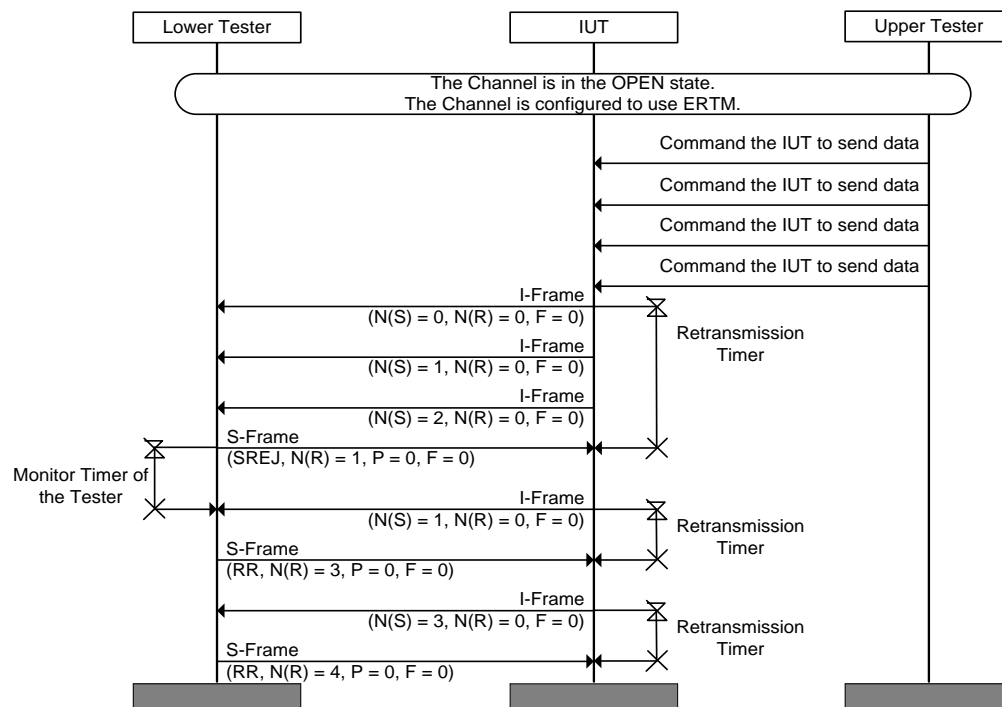 Lower Tester
IUT
Upper Tester
The Channel is in the OPEN state.
The Channel is configured to use ERTM.
Command the IUT to send data
Command the IUT to send data
Command the IUT to send data
Command the IUT to send data
I-Frame
(N(S) = 0, N(R) = 0, F = 0)
Retransmission
Timer
I-Frame
(N(S) = 1, N(R) = 0, F = 0)
I-Frame
(N(S) = 2, N(R) = 0, F = 0)
S-Frame
(SREJ, N(R) = 1, P = 0, F = 0)
Monitor Timer of
the Tester
I-Frame
(N(S) = 1, N(R) = 0, F = 0)
Retransmission
Timer
S-Frame
(RR, N(R) = 3, P = 0, F = 0)
I-Frame
(N(S) = 3, N(R) = 0, F = 0)
Retransmission
Timer
S-Frame
(RR, N(R) = 4, P = 0, F = 0)